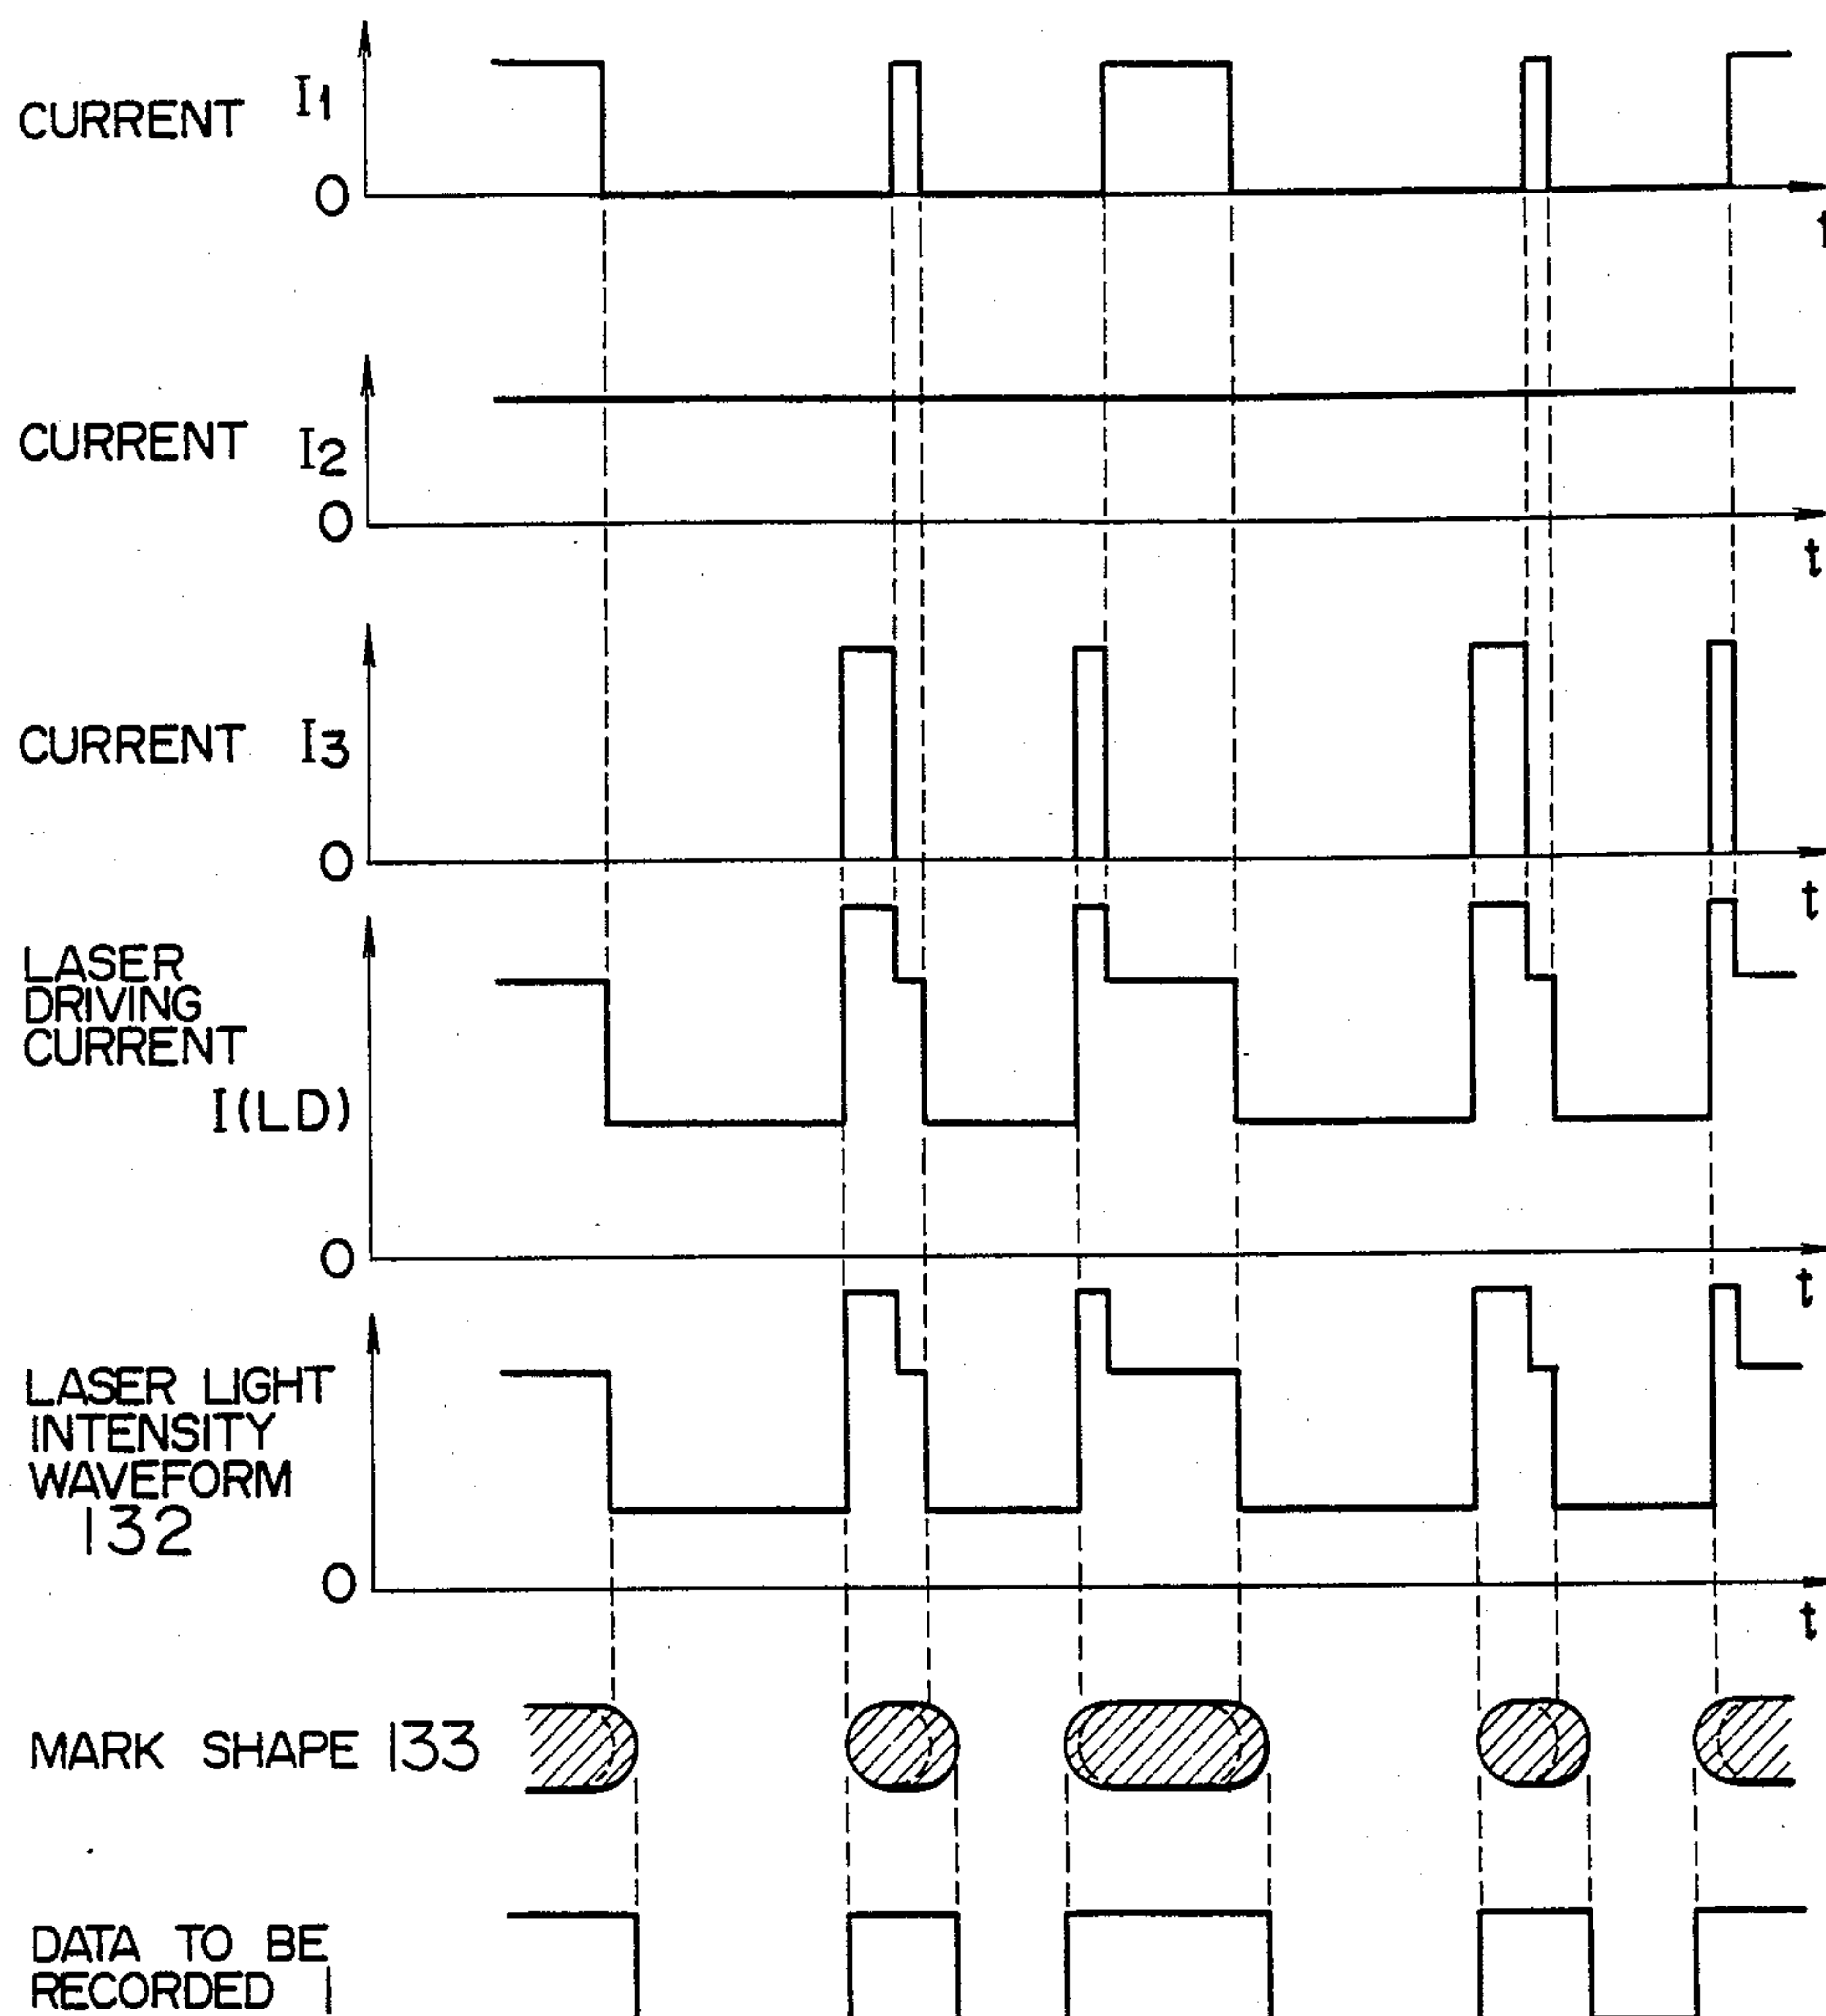 CURRENT I1
0
t
CURRENT I2
0
t
CURRENT I3
0
t
LASER
DRIVING
CURRENT
I(LD)
0
t
LASER LIGHT
INTENSITY
WAVEFORM
132
0
t
MARK SHAPE 133
DATA TO BE
RECORDED 1